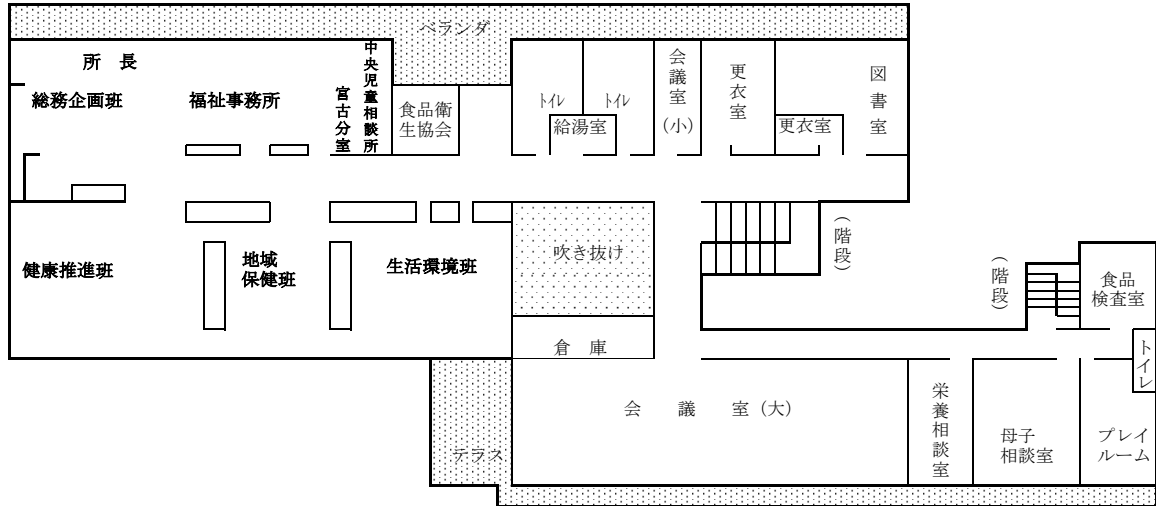 ベランダ
所 長
総務企画班
福祉事務所
宮古分室
中央児童相談所
食品衛
生協会
トイレ
トイレ
給湯室
会議室(小)
更衣室
更衣室
図書室
健康推進班
地域
保健班
生活環境班
吹き抜け
倉 庫
(階段)
(階段)
食品
検査室
トイレ
テラス
会 議 室(大)
栄養相談室
母子
相談室
プレイ
ルーム